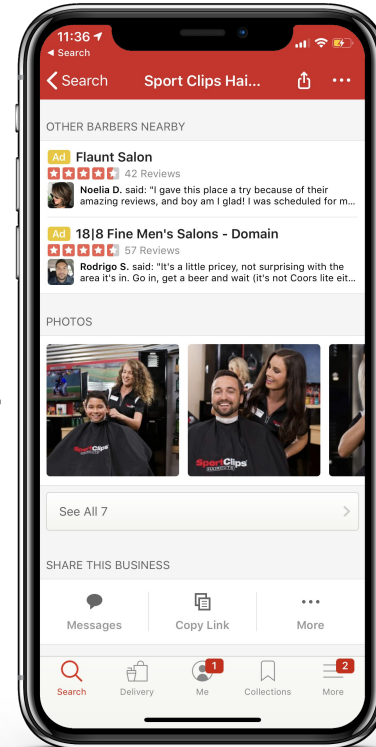 11:36
Search
Search Sport Clips Hai...
OTHER BARBERS NEARBY
Ad Flaunt Salon
42 Reviews
Noelia D. said: "I gave this place a try because of their
amazing reviews, and boy am I glad! I was scheduled for m...
Ad 18|8 Fine Men's Salons - Domain
57 Reviews
Rodrigo S. said: "It's a little pricey, not surprising with the
area it's in. Go in, get a beer and wait (it's not Coors lite eit...
PHOTOS
SportClips
SportClips
See All 7
SHARE THIS BUSINESS
Messages Copy Link More
1 2
Search Delivery Me Collections More